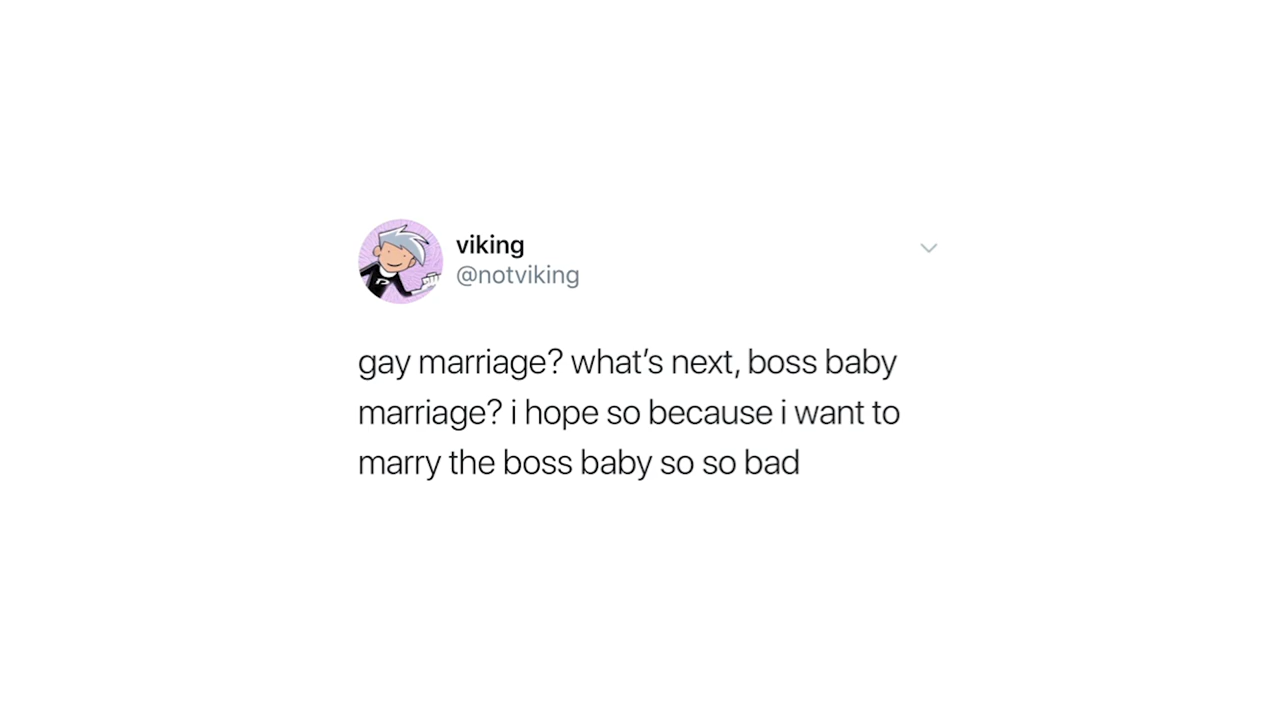 viking
@notviking
gay marriage? what’s next, boss baby
marriage? i hope so because i want to
marry the boss baby so so bad